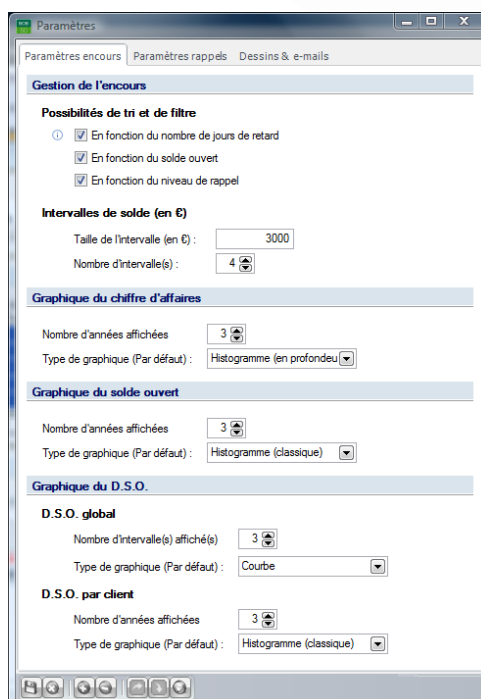 Paramètres
Paramètres encours Paramètres rappels Dessins & e-mails
Gestion de l'encours
Possibilités de tri et de filtre
En fonction du nombre de jours de retard
En fonction du solde ouvert
En fonction du niveau de rappel
Intervalles de solde (en €)
Taille de l'intervalle (en €) : 3000
Nombre d'intervalle(s) : 4
Graphique du chiffre d'affaires
Nombre d'années affichées 3
Type de graphique (Par défaut) : Histogramme (en profondeu
Graphique du solde ouvert
Nombre d'années affichées 3
Type de graphique (Par défaut) : Histogramme (classique)
Graphique du D.S.O.
D.S.O. global
Nombre d'intervalle(s) affiché(s) 3
Type de graphique (Par défaut) : Courbe
D.S.O. par client
Nombre d'années affichées 3
Type de graphique (Par défaut) : Histogramme (classique)